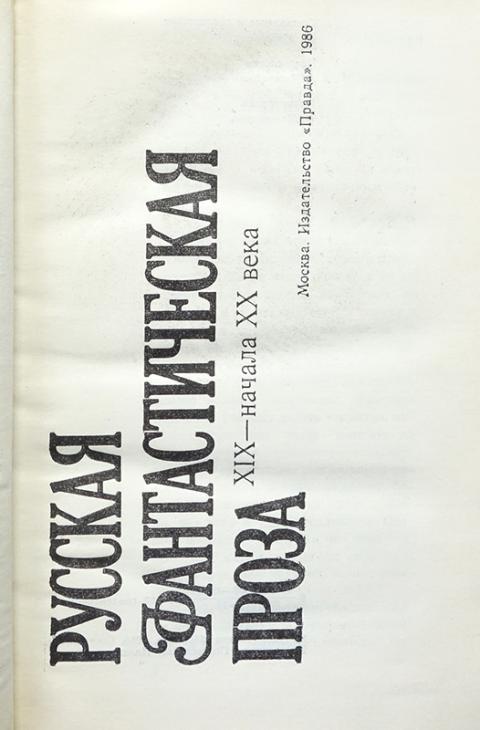 РУССКАЯ
ФАНТАСТИЧЕСКАЯ
ПРОЗА
XIX—начала XX века
Москва. Издательство «Правда». 1986